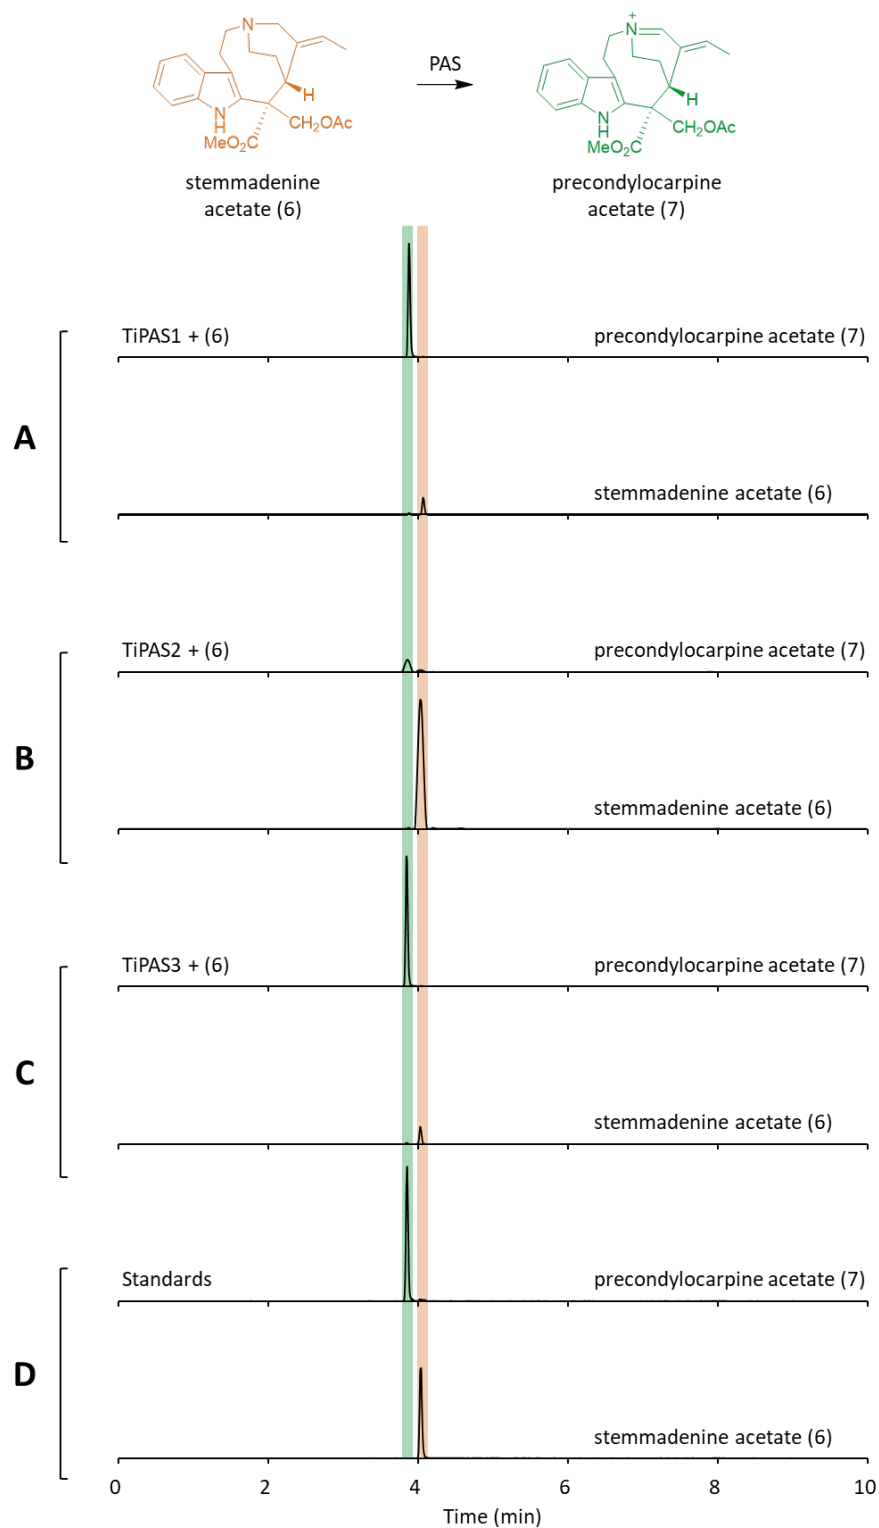 N
H
N
H
MeO2C
CH2OAc
PAS
+
N
H
N
H
MeO2C
CH2OAc
stemmadenine
acetate (6)
precondylocarpine
acetate (7)
A
TiPAS1 + (6)
precondylocarpine acetate (7)
stemmadenine acetate (6)
B
TiPAS2 + (6)
precondylocarpine acetate (7)
stemmadenine acetate (6)
C
TiPAS3 + (6)
precondylocarpine acetate (7)
stemmadenine acetate (6)
D
Standards
precondylocarpine acetate (7)
stemmadenine acetate (6)
0 2 4 6 8 10
Time (min)